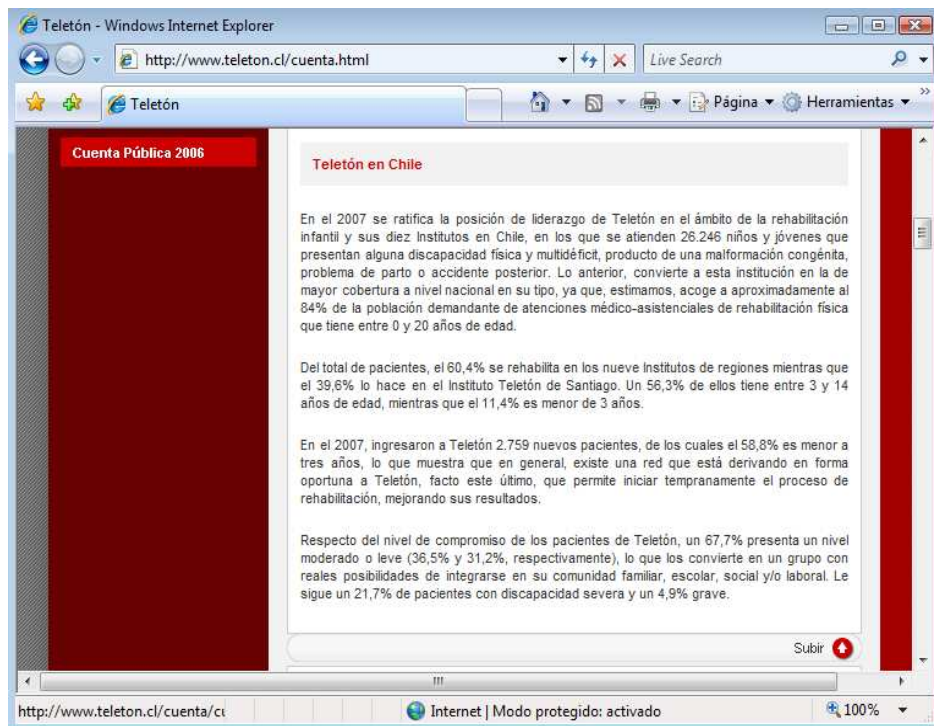 Teletón - Windows Internet Explorer
http://www.teleton.cl/cuenta.html
Live Search
Teletón
Página
Herramientas
Cuenta Pública 2006
Teletón en Chile
En el 2007 se ratifica la posición de liderazgo de Teletón en el ámbito de la rehabilitación
infantil y sus diez Institutos en Chile, en los que se atienden 26.246 niños y jóvenes que
presentan alguna discapacidad física y multidéficit, producto de una malformación congénita,
problema de parto o accidente posterior. Lo anterior, convierte a esta institución en la de
mayor cobertura a nivel nacional en su tipo, ya que, estimamos, acoge a aproximadamente al
84% de la población demandante de atenciones médico-asistenciales de rehabilitación física
que tiene entre 0 y 20 años de edad.
Del total de pacientes, el 60,4% se rehabilita en los nueve Institutos de regiones mientras que
el 39,6% lo hace en el Instituto Teletón de Santiago. Un 56,3% de ellos tiene entre 3 y 14
años de edad, mientras que el 11,4% es menor de 3 años.
En el 2007, ingresaron a Teletón 2.759 nuevos pacientes, de los cuales el 58,8% es menor a
tres años, lo que muestra que en general, existe una red que está derivando en forma
oportuna a Teletón, facto este último, que permite iniciar tempranamente el proceso de
rehabilitación, mejorando sus resultados.
Respecto del nivel de compromiso de los pacientes de Teletón, un 67,7% presenta un nivel
moderado o leve (36,5% y 31,2%, respectivamente), lo que los convierte en un grupo con
reales posibilidades de integrarse en su comunidad familiar, escolar, social y/o laboral. Le
sigue un 21,7% de pacientes con discapacidad severa y un 4,9% grave.
Subir
http://www.teleton.cl/cuenta/cu
Internet | Modo protegido: activado
100%